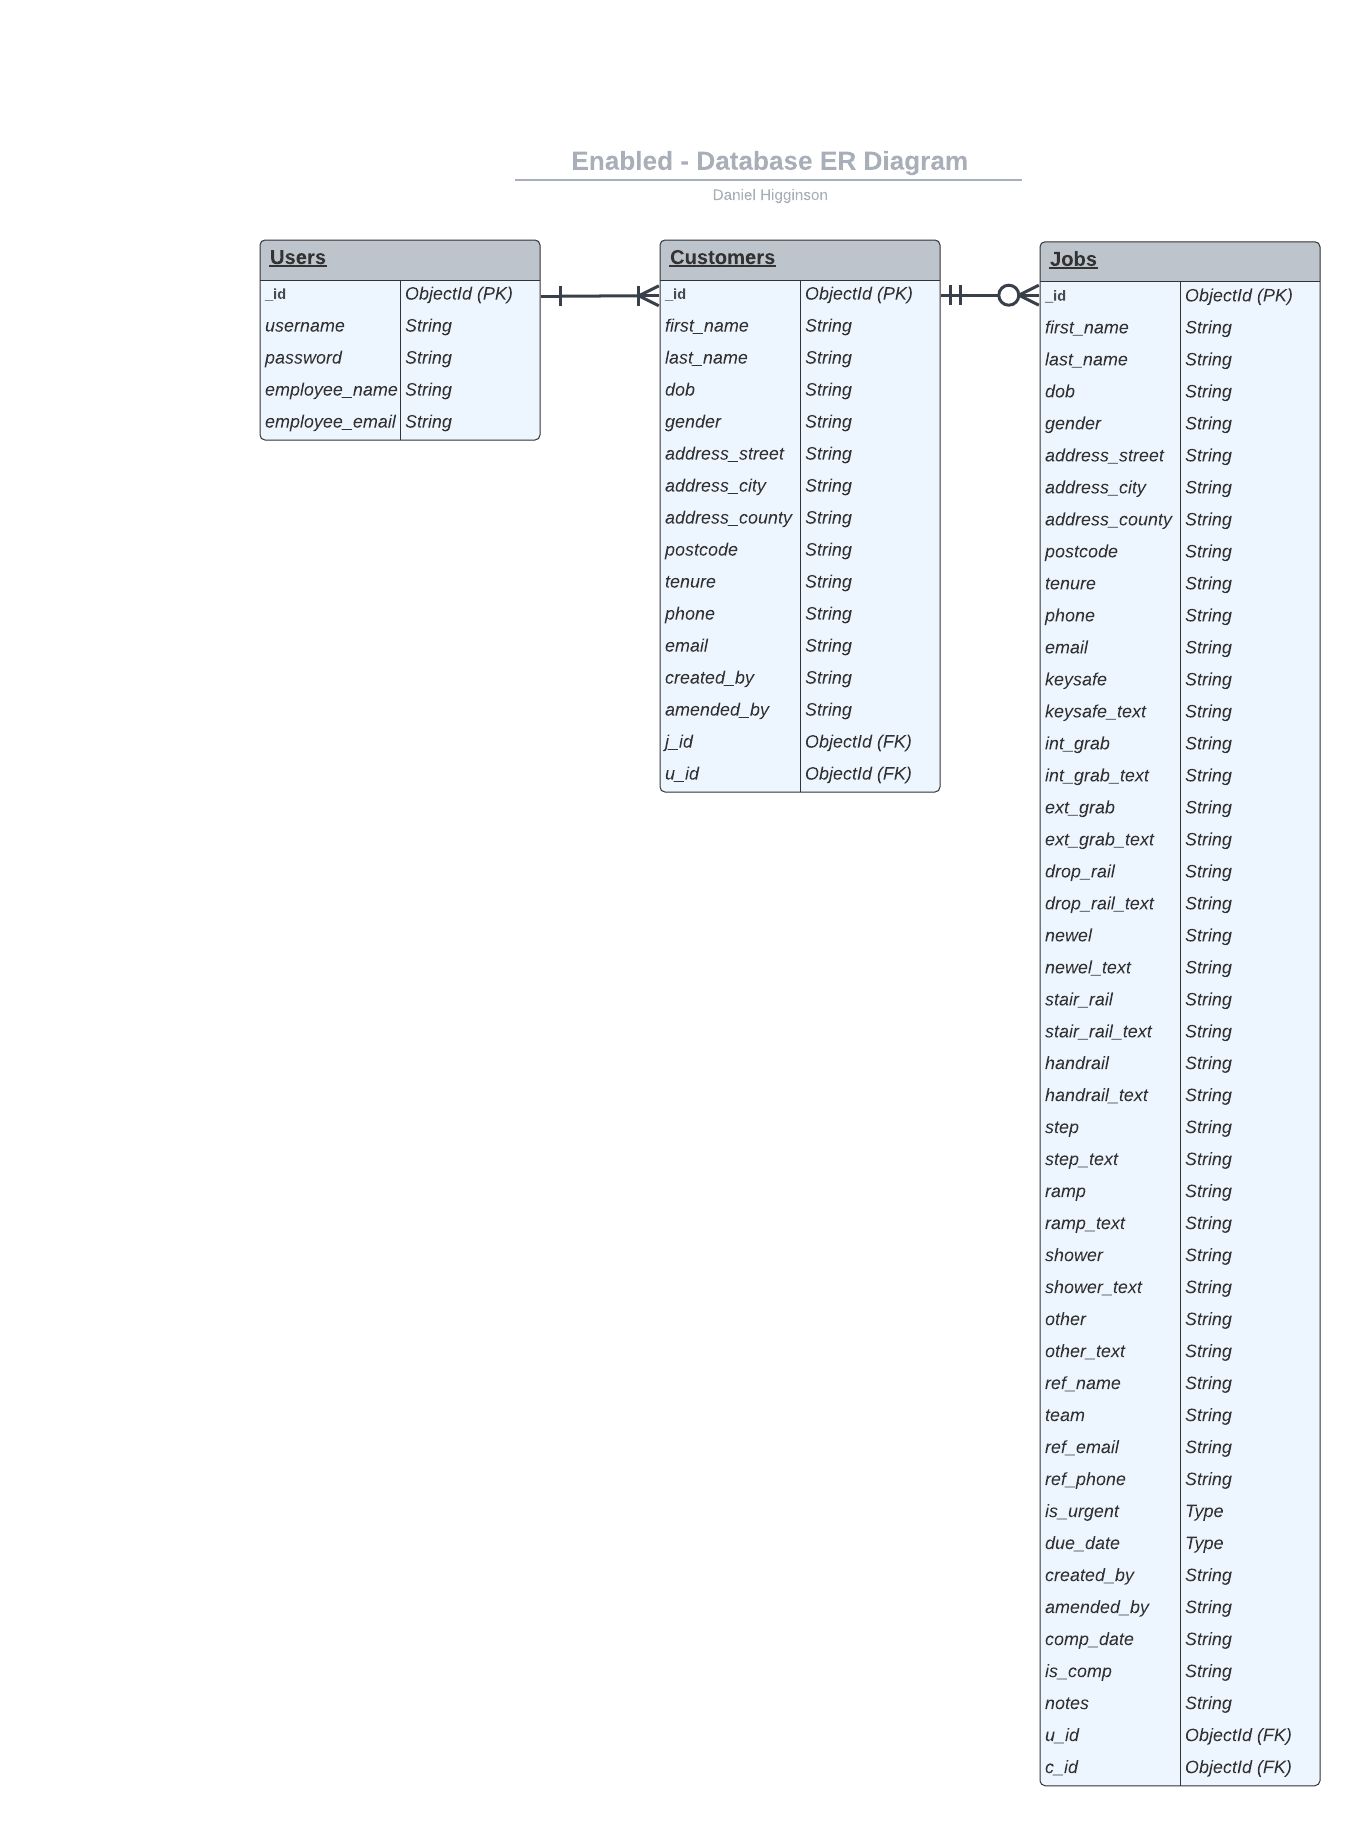 Enabled - Database ER Diagram
Daniel Higginson
Users
_id ObjectId (PK)
username String
password String
employee_name String
employee_email String
Customers
_id ObjectId (PK)
first_name String
last_name String
dob String
gender String
address_street String
address_city String
address_county String
postcode String
tenure String
phone String
email String
created_by String
amended_by String
j_id ObjectId (FK)
u_id ObjectId (FK)
Jobs
_id ObjectId (PK)
first_name String
last_name String
dob String
gender String
address_street String
address_city String
address_county String
postcode String
tenure String
phone String
email String
keysafe String
keysafe_text String
int_grab String
int_grab_text String
ext_grab String
ext_grab_text String
drop_rail String
drop_rail_text String
newel String
newel_text String
stair_rail String
stair_rail_text String
handrail String
handrail_text String
step String
step_text String
ramp String
ramp_text String
shower String
shower_text String
other String
other_text String
ref_name String
team String
ref_email String
ref_phone String
is_urgent Type
due_date Type
created_by String
amended_by String
comp_date String
is_comp String
notes String
u_id ObjectId (FK)
c_id ObjectId (FK)